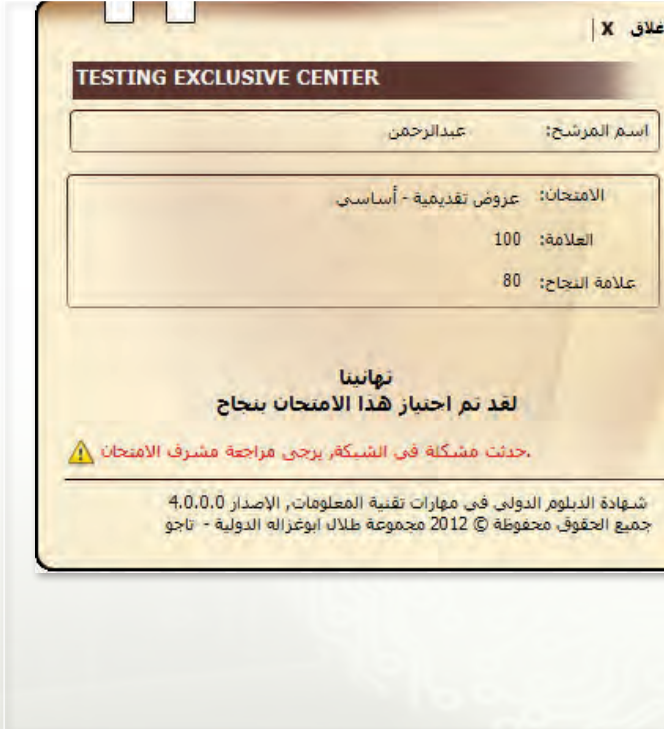 غلاق X
TESTING EXCLUSIVE CENTER
اسم المرشح: عبدالرحمن
الامتحان: عروض تقديمية - أساسي
العلامة: 100
علامة النجاح: 80
تهانينا
لقد تم اجتياز هذا الامتحان بنجاح
حدثت مشكلة في الشبكة, يرجى مراجعة مشرف الامتحان.
شهادة الدبلوم الدولي في مهارات تقنية المعلومات, الإصدار 4.0.0.0
جميع الحقوق محفوظة © 2012 مجموعة طلال ابوغزاله الدولية - تاجو